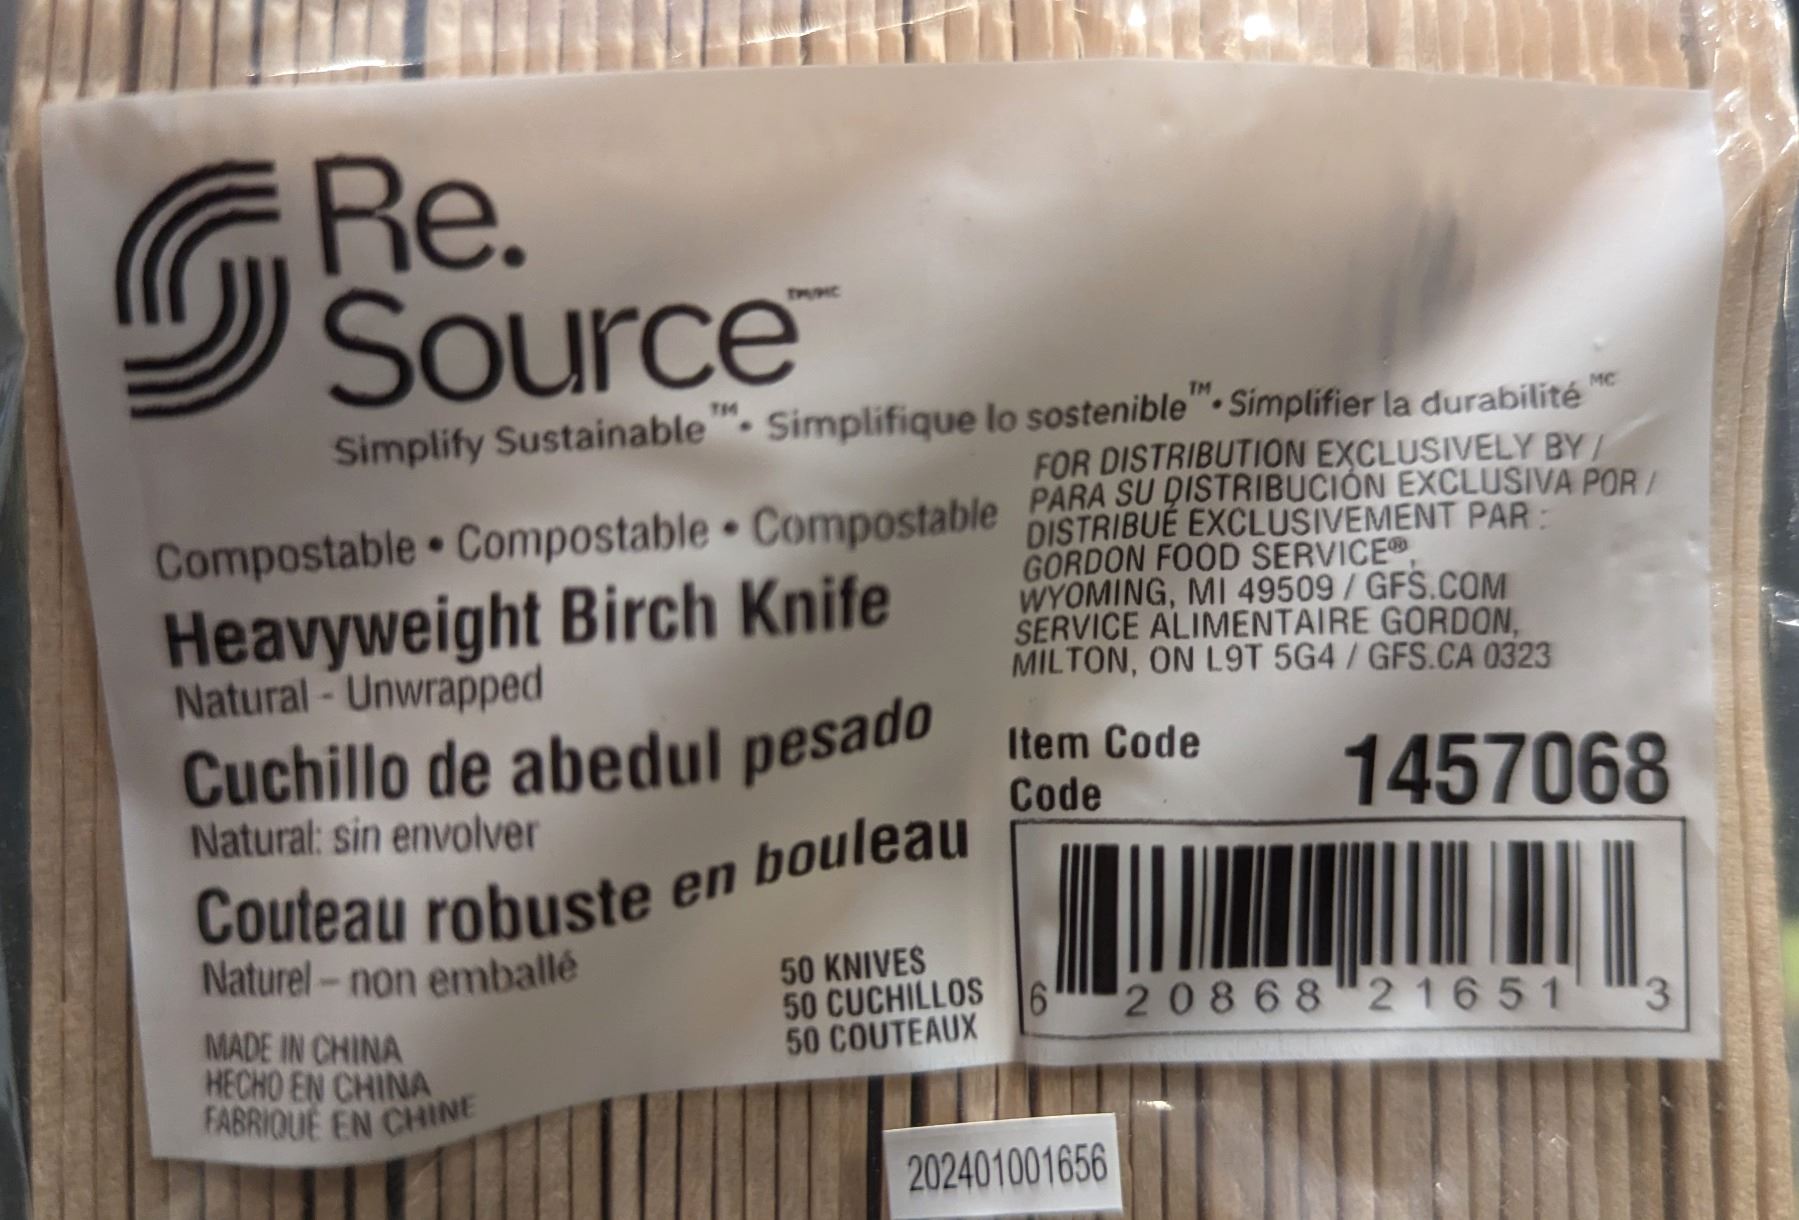 Re.
Source™/MC
Simplify Sustainable™ • Simplifique lo sostenible™ • Simplifier la durabilité MC
Compostable • Compostable • Compostable
Heavyweight Birch Knife
Natural - Unwrapped
Cuchillo de abedul pesado
Natural: sin envolver
Couteau robuste en bouleau
Naturel – non emballé
MADE IN CHINA
HECHO EN CHINA
FABRIQUÉ EN CHINE
50 KNIVES
50 CUCHILLOS
50 COUTEAUX
FOR DISTRIBUTION EXCLUSIVELY BY /
PARA SU DISTRIBUCIÓN EXCLUSIVA POR /
DISTRIBUÉ EXCLUSIVEMENT PAR :
GORDON FOOD SERVICE®,
WYOMING, MI 49509 / GFS.COM
SERVICE ALIMENTAIRE GORDON,
MILTON, ON L9T 5G4 / GFS.CA 0323
Item Code 1457068
Code
6 20868 21651 3
202401001656